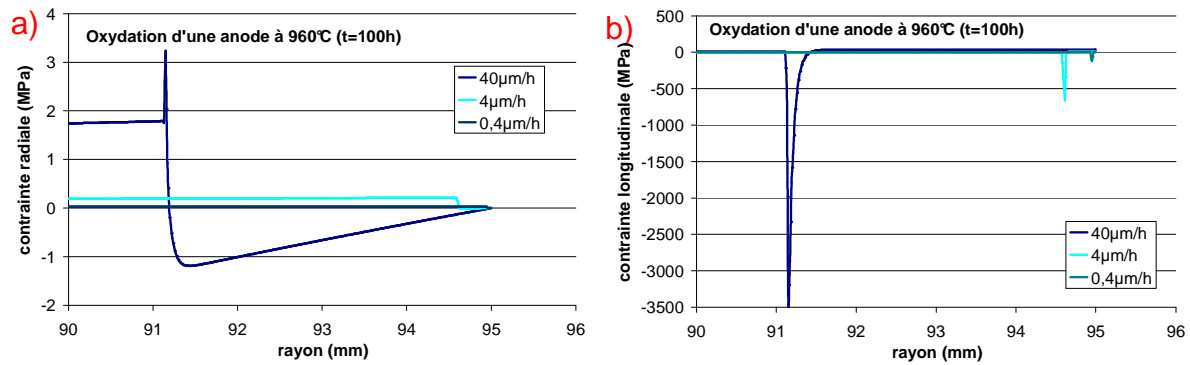 a)
Oxydation d'une anode à 960°C (t=100h)
contrainte radiale (MPa)
4
3
2
1
0
-1
-2
40µm/h
4µm/h
0,4µm/h
90 91 92 93 94 95 96
rayon (mm)
b)
Oxydation d'une anode à 960°C (t=100h)
contrainte longitudinale (MPa)
500
0
-500
-1000
-1500
-2000
-2500
-3000
-3500
40µm/h
4µm/h
0,4µm/h
90 91 92 93 94 95 96
rayon (mm)